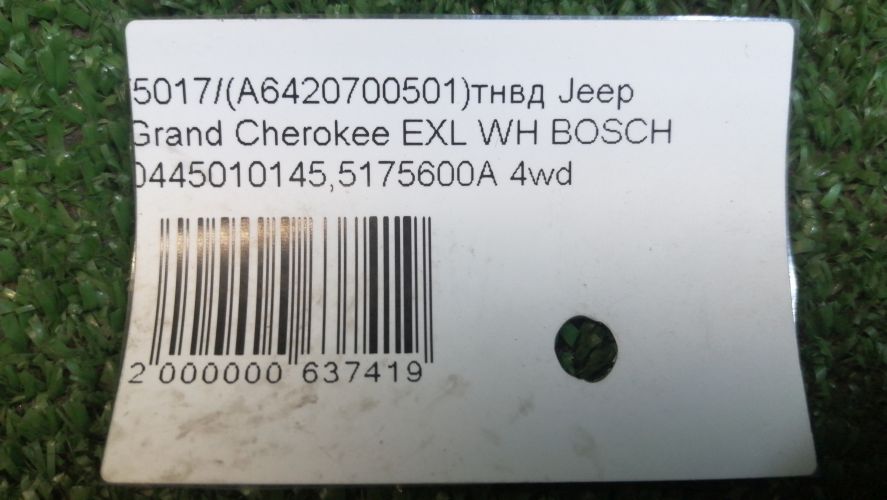 5017/(A6420700501)тнвд Jeep
Grand Cherokee EXL WH BOSCH
0445010145,5175600A 4wd
2 000000 637419